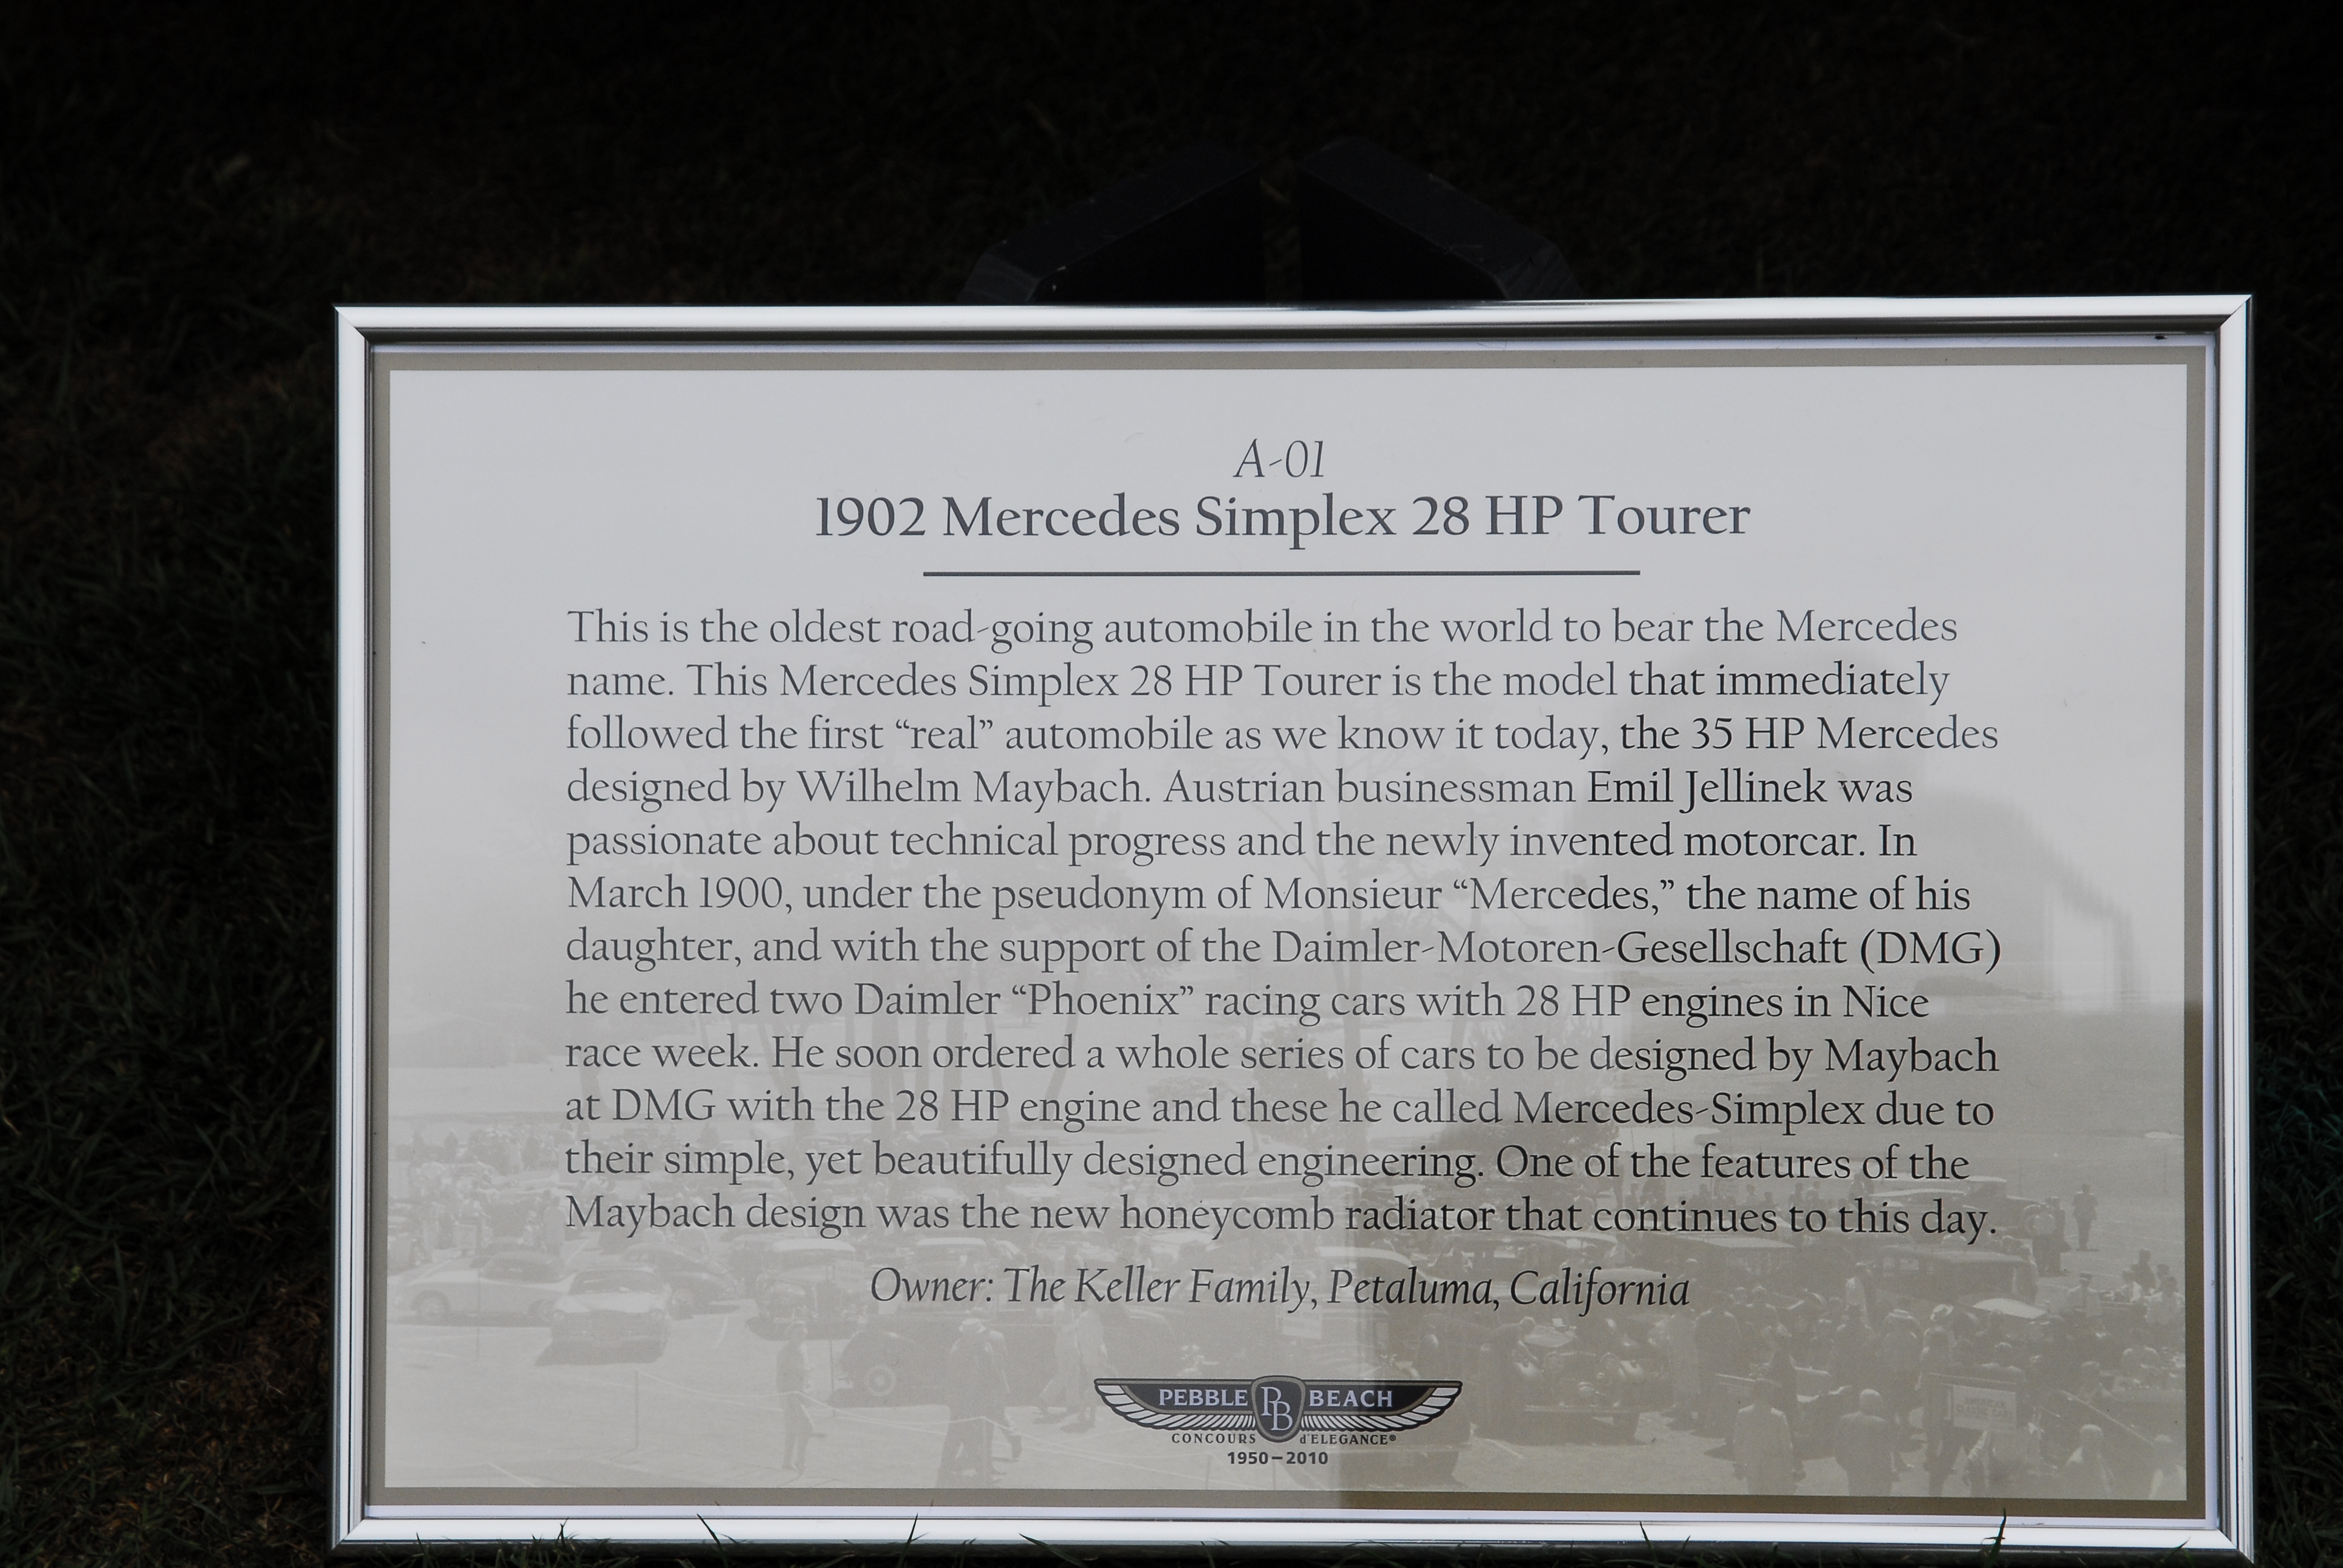 A-01
1902 Mercedes Simplex 28 HP Tourer
This is the oldest road-going automobile in the world to bear the Mercedes
name. This Mercedes Simplex 28 HP Tourer is the model that immediately
followed the first “real” automobile as we know it today, the 35 HP Mercedes
designed by Wilhelm Maybach. Austrian businessman Emil Jellinek was
passionate about technical progress and the newly invented motorcar. In
March 1900, under the pseudonym of Monsieur “Mercedes,” the name of his
daughter, and with the support of the Daimler-Motoren-Gesellschaft (DMG)
he entered two Daimler “Phoenix” racing cars with 28 HP engines in Nice
race week. He soon ordered a whole series of cars to be designed by Maybach
at DMG with the 28 HP engine and these he called Mercedes-Simplex due to
their simple, yet beautifully designed engineering. One of the features of the
Maybach design was the new honeycomb radiator that continues to this day.
Owner: The Keller Family, Petaluma, California
PEBBLE PB BEACH
CONCOURS d'ELEGANCE®
1950–2010